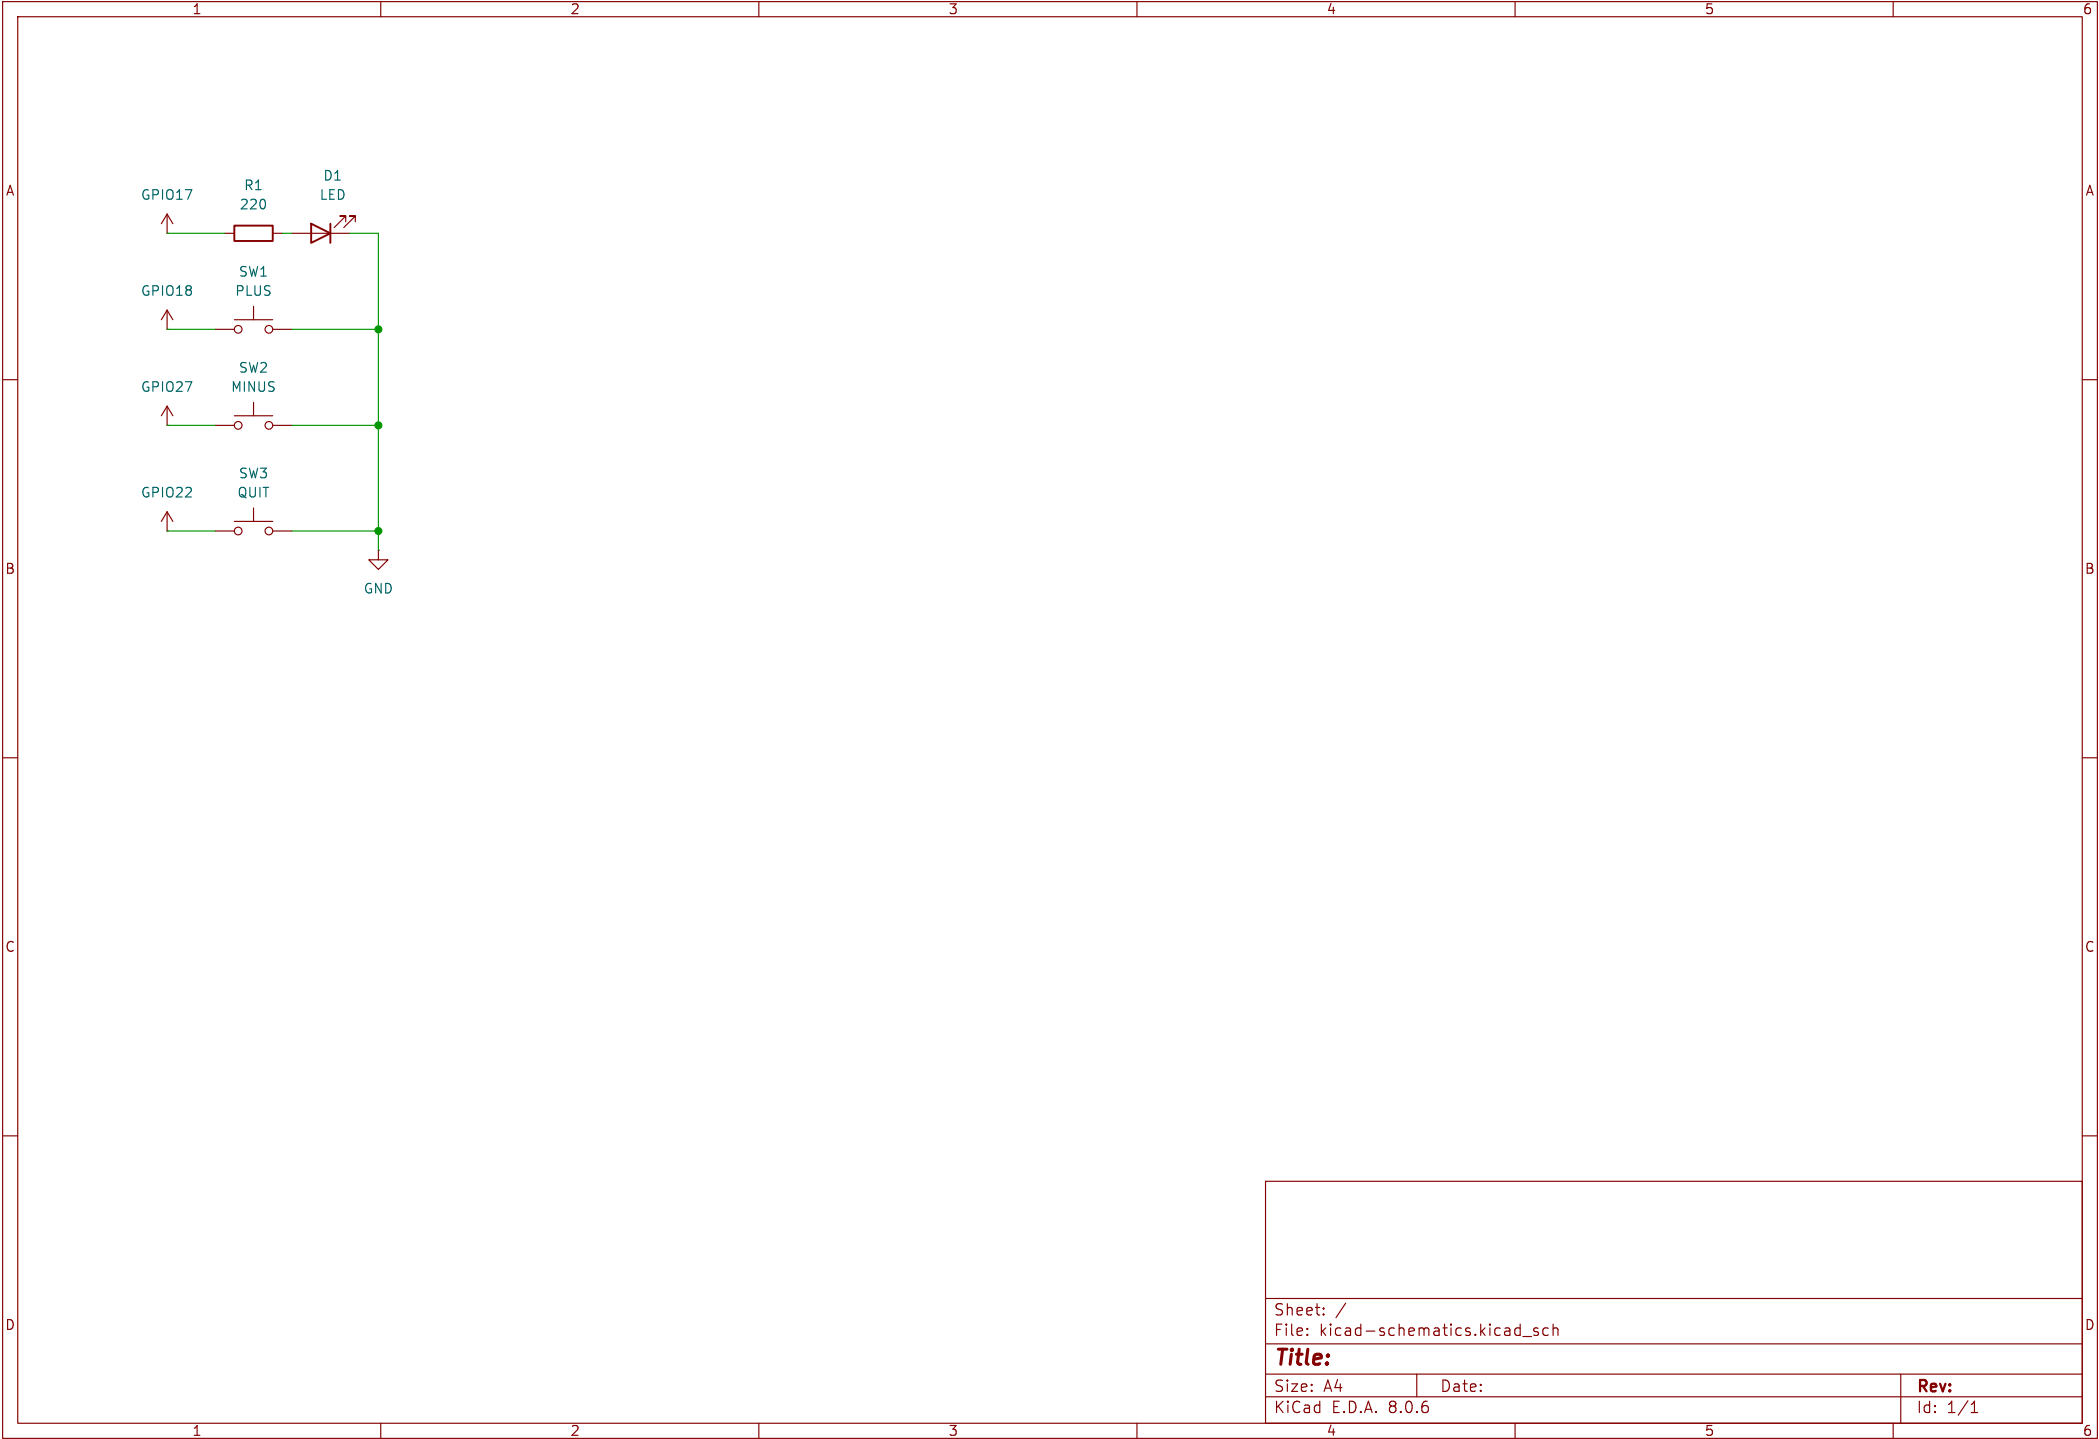 1 2 3 4 5 6
A A
D1
R1 LED
GPIO17 220
SW1
GPIO18 PLUS
SW2
GPIO27 MINUS
SW3
GPIO22 QUIT
B B
GND
C C
Sheet: /
D D
File: kicad-schematics.kicad_sch
Title:
Size: A4 Date: Rev:
KiCad E.D.A. 8.0.6 Id: 1/1
1 2 3 4 5 6